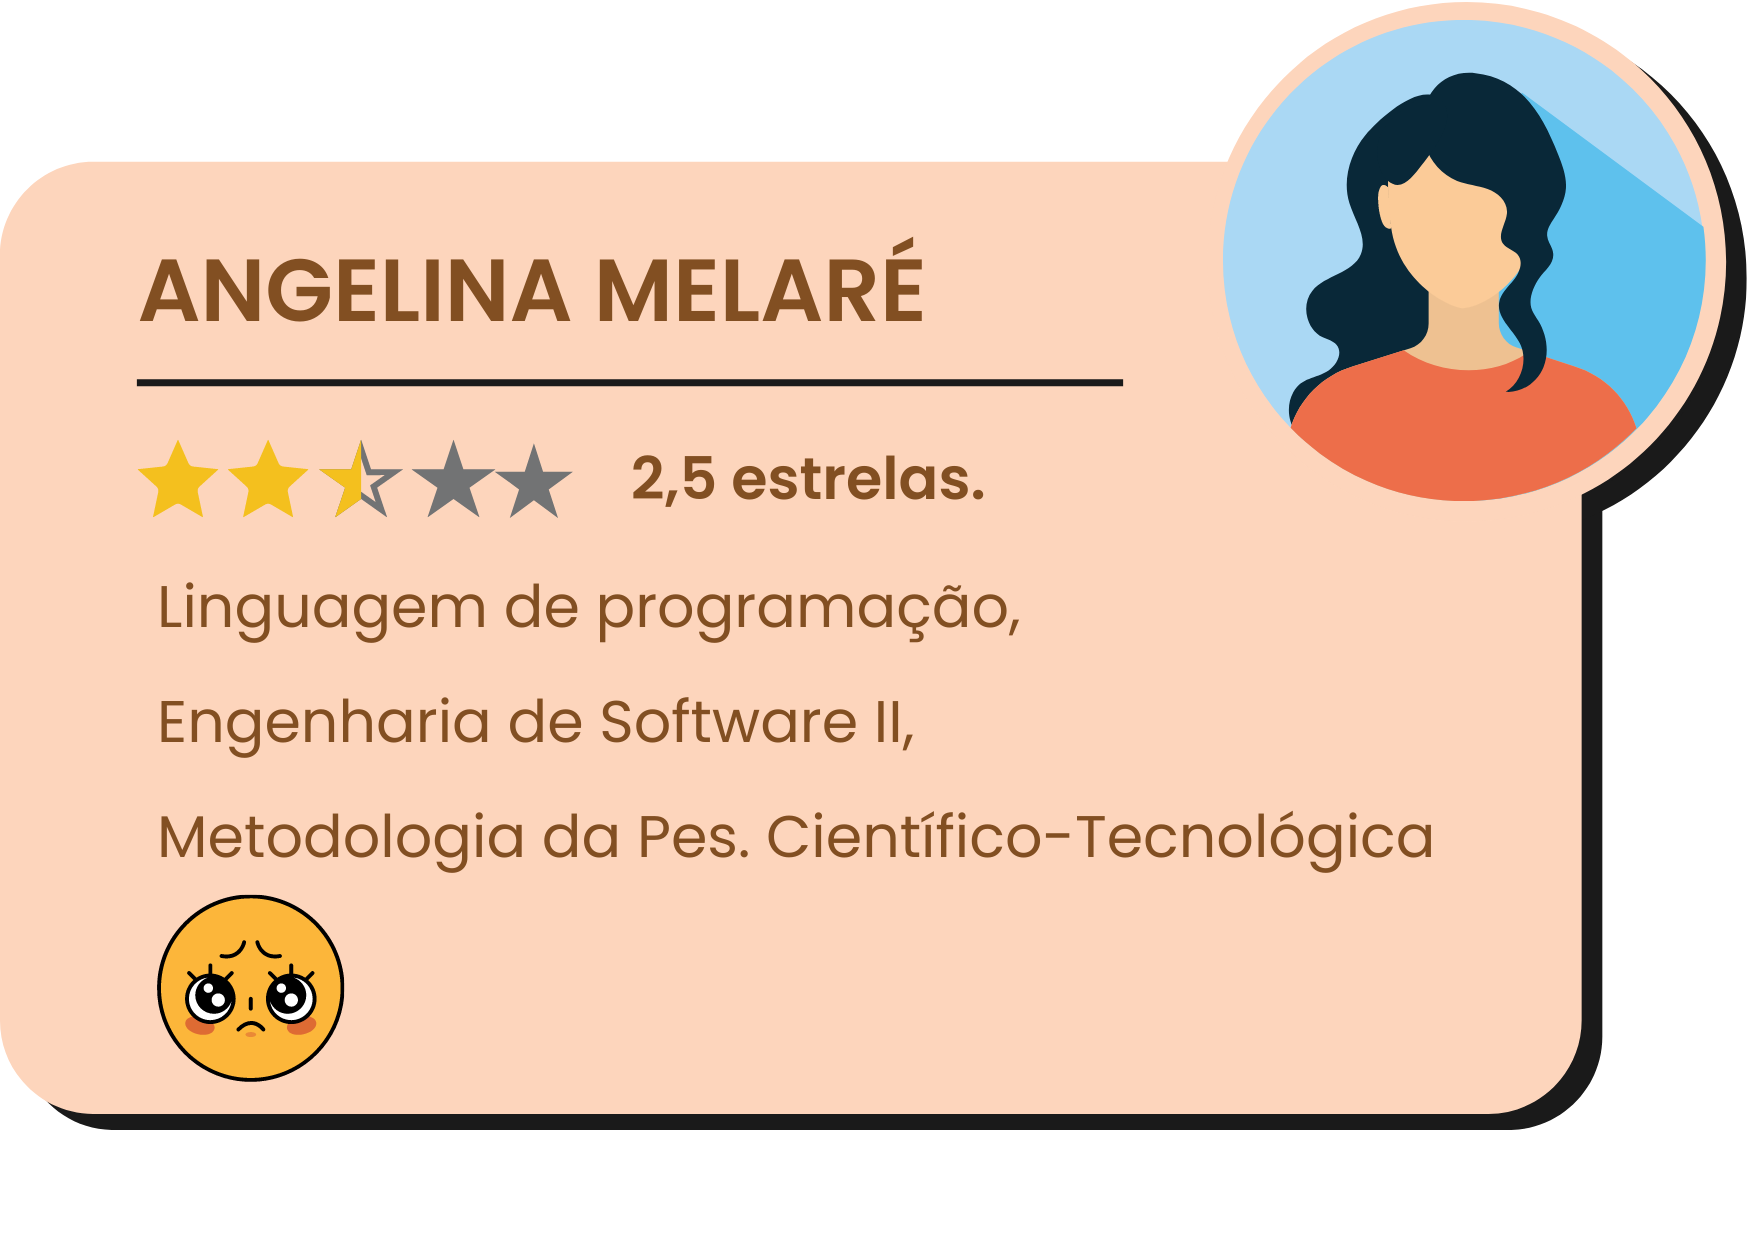 ANGELINA MELARÉ
2,5 estrelas.
Linguagem de programação,
Engenharia de Software II,
Metodologia da Pes. Científico-Tecnológica